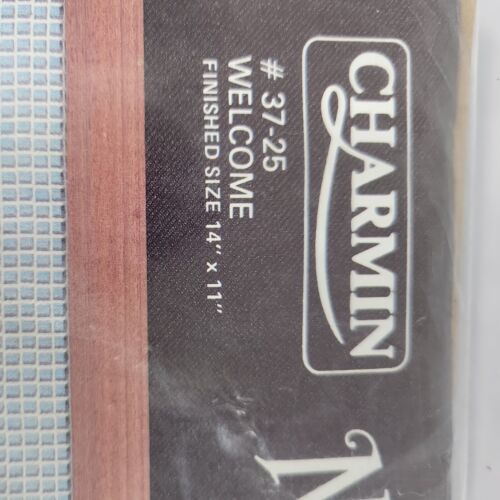 CHARMIN
# 37-25
WELCOME
FINISHED SIZE 14" x 11"